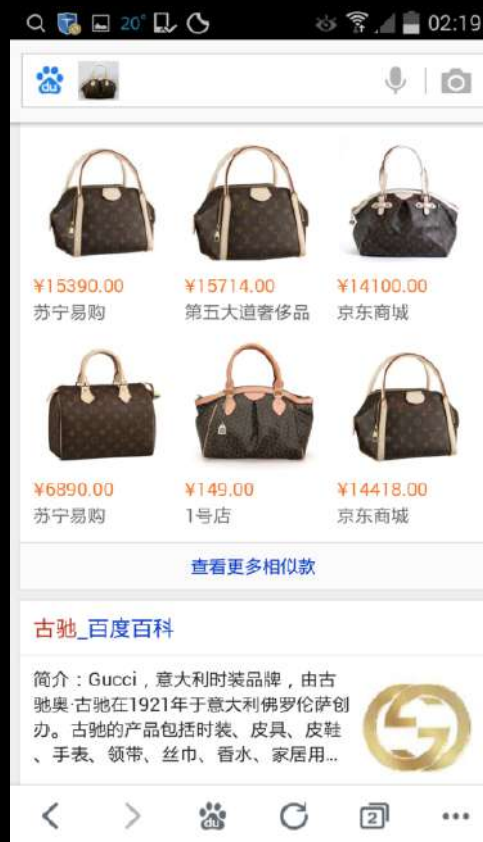 20°
02:19
du
¥15390.00
¥15714.00
¥14100.00
苏宁易购
第五大道奢侈品
京东商城
¥6890.00
¥149.00
¥14418.00
苏宁易购
1号店
京东商城
查看更多相似款
古驰_百度百科
简介：Gucci，意大利时装品牌，由古
驰奥·古驰在1921年于意大利佛罗伦萨创
办。古驰的产品包括时装、皮具、皮鞋
、手表、领带、丝巾、香水、家居用...
du
2